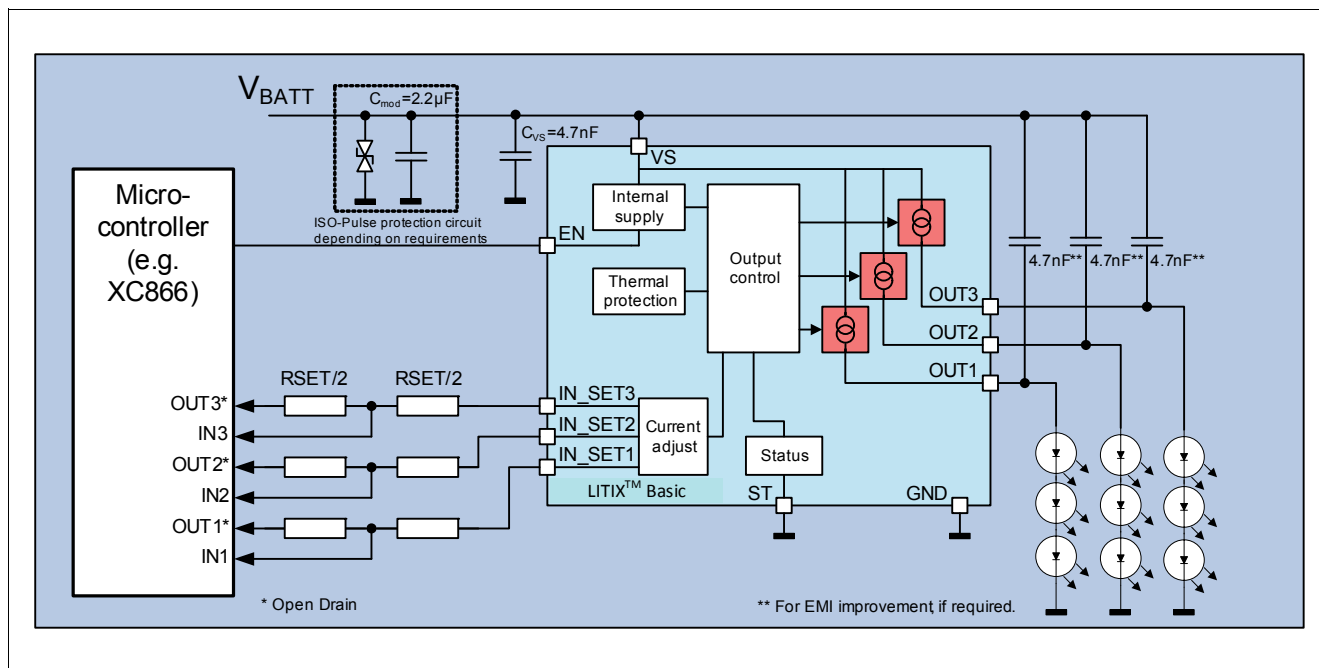 VBATT
Cmod=2.2µF
CVS=4.7nF
ISO-Pulse protection circuit
depending on requirements
Micro-
controller
(e.g.
XC866)
OUT3*
IN3
OUT2*
IN2
OUT1*
IN1
RSET/2
RSET/2
* Open Drain
VS
EN
Internal
supply
Thermal
protection
Output
control
IN_SET3
IN_SET2
IN_SET1
Current
adjust
Status
LITIX™ Basic
ST
GND
OUT3
OUT2
OUT1
4.7nF**
4.7nF**
4.7nF**
** For EMI improvement, if required.